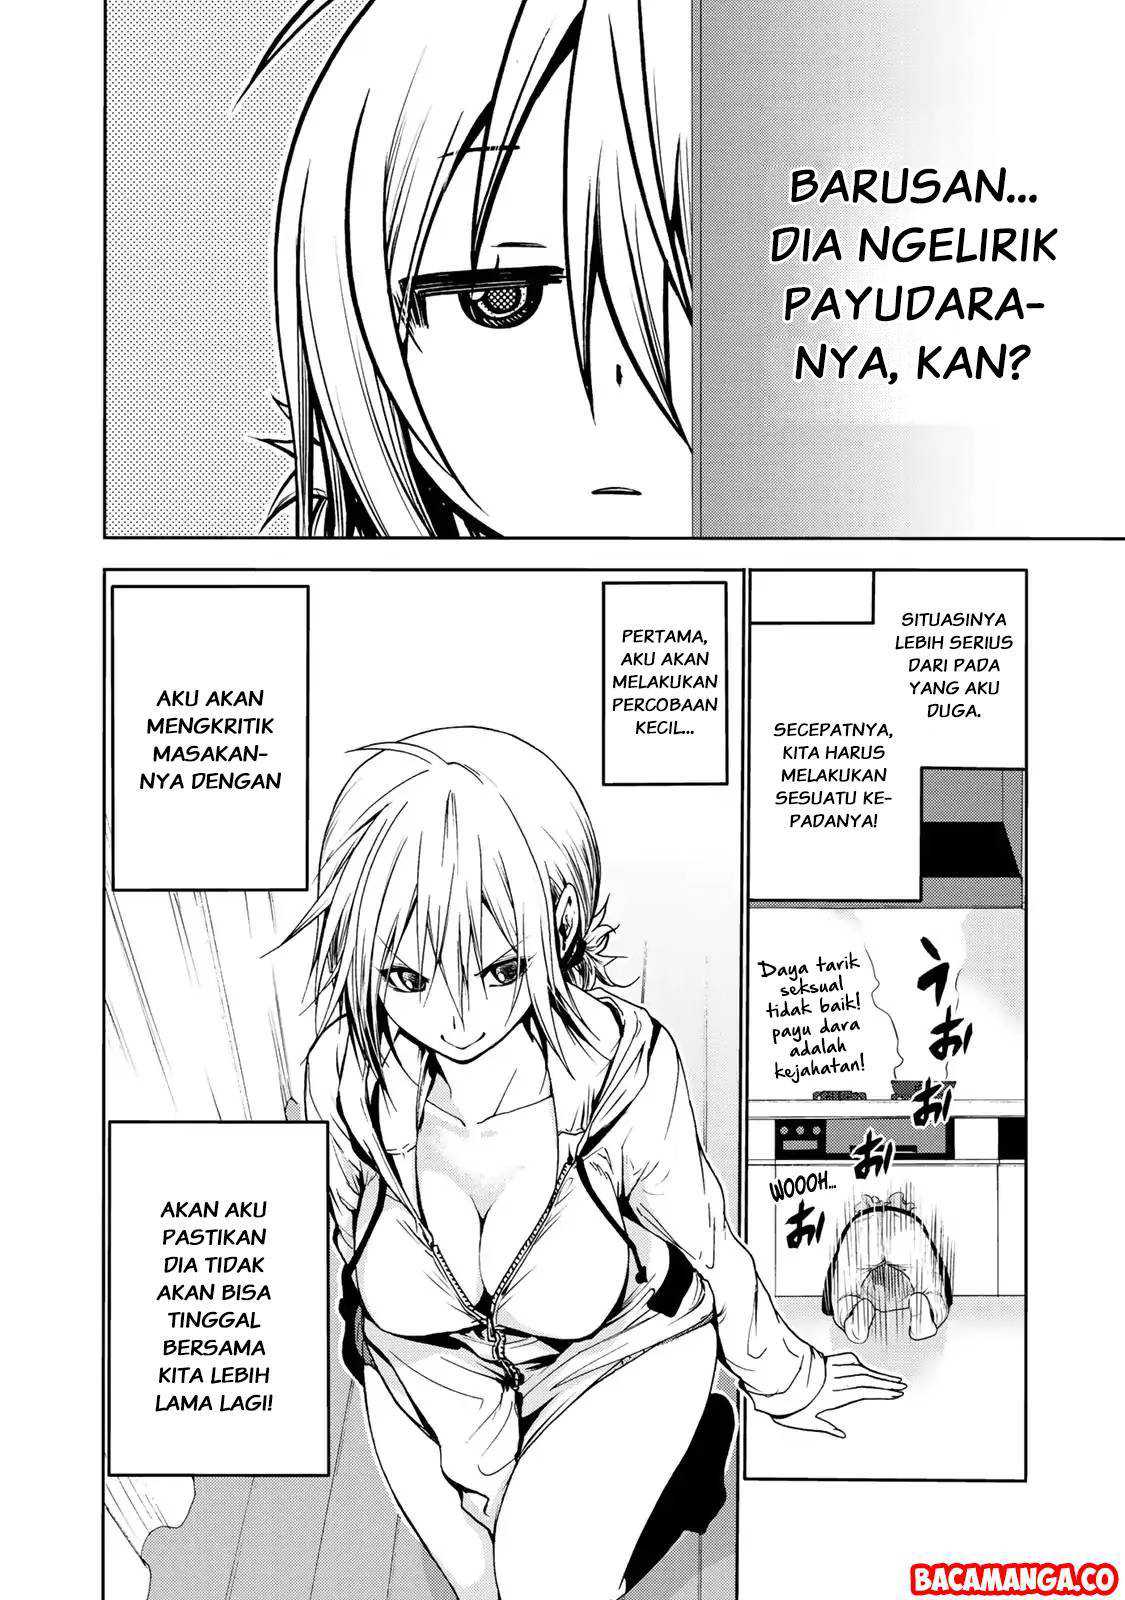 BARUSAN...
DIA NGELIRIK
PAYUDARA-
NYA, KAN?
SITUASINYA
LEBIH SERIUS
DARI PADA
YANG AKU
DUGA.
SECEPATNYA,
KITA HARUS
MELAKUKAN
SESUATU KE-
PADANYA!
Daya tarik
seksual
tidak baik!
payu dara
adalah
kejahatan!
うおおおお
WOOOH...
PERTAMA,
AKU AKAN
MELAKUKAN
PERCOBAAN
KECIL...
AKU AKAN
MENGKRITIK
MASAKAN-
NYA DENGAN
AKAN AKU
PASTIKAN
DIA TIDAK
AKAN BISA
TINGGAL
BERSAMA
KITA LEBIH
LAMA LAGI!
BACAMANGA.CO